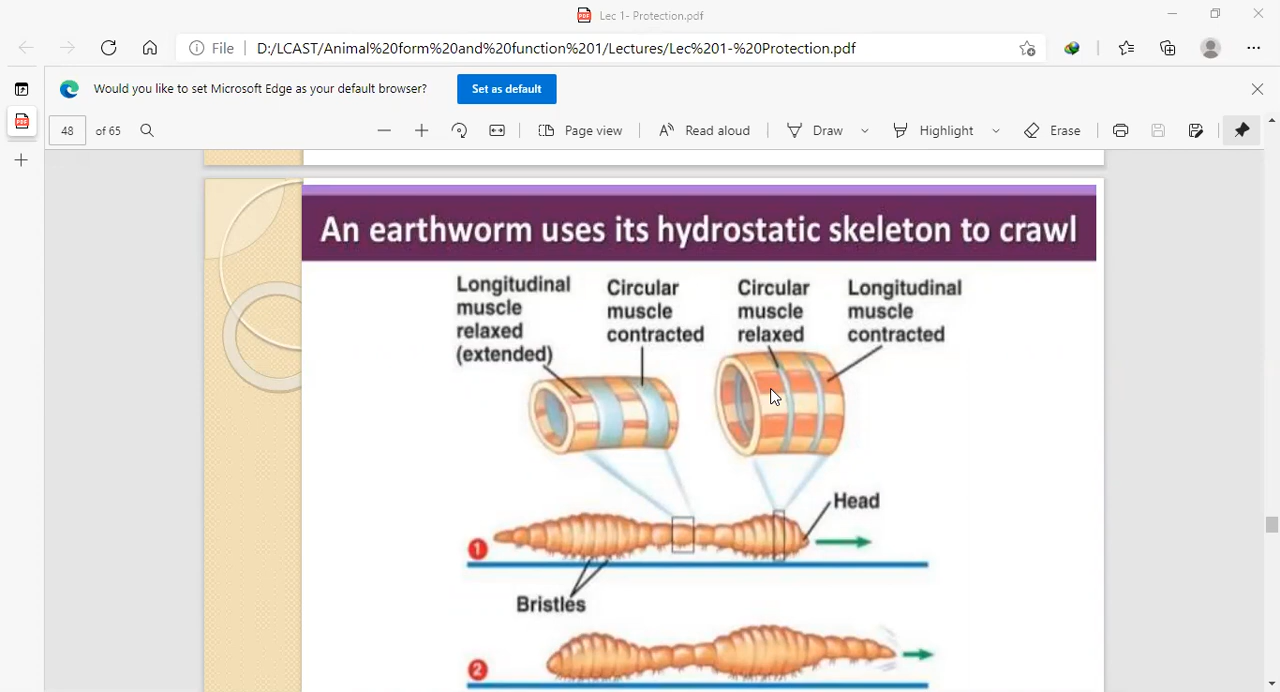 Lec 1- Protection.pdf
File
D:/LCAST/Animal%20form%20and%20function%201/Lectures/Lec%201-%20Protection.pdf
Would you like to set Microsoft Edge as your default browser?
Set as default
48 of 65
Page view
Read aloud
Draw
Highlight
Erase
An earthworm uses its hydrostatic skeleton to crawl
Longitudinal
muscle
relaxed
(extended)
Circular
muscle
contracted
Circular
muscle
relaxed
Longitudinal
muscle
contracted
Head
1
Bristles
2